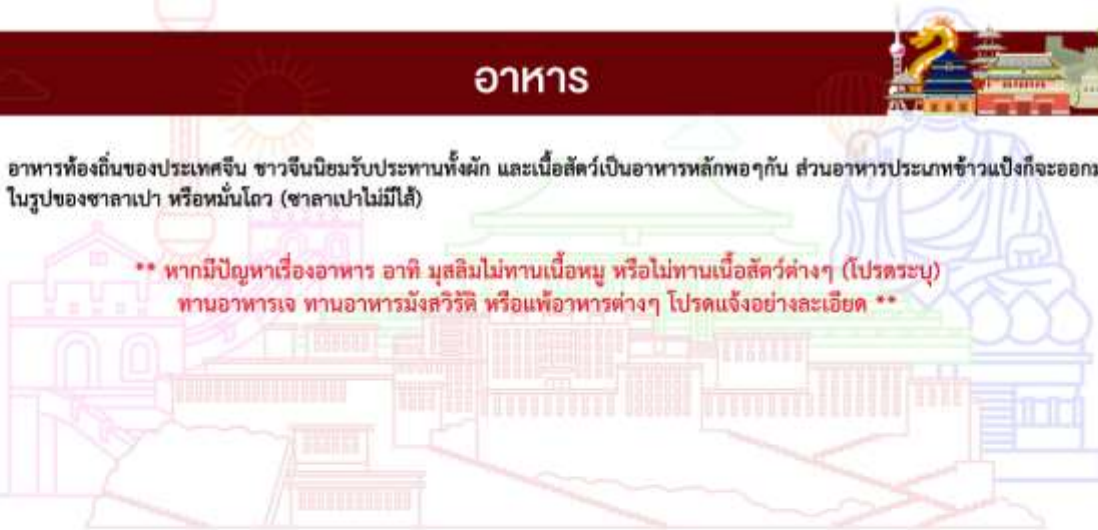 อาหาร
อาหารท้องถิ่นของประเทศจีน ชาวจีนนิยมรับประทานทั้งผัก และเนื้อสัตว์เป็นอาหารหลักพอๆกัน ส่วนอาหารประเภทข้าวแป้งก็จะออกม
ในรูปของซาลาเปา หรือหมั่นโถว (ซาลาเปาไม่มีไส้)
** หากมีปัญหาเรื่องอาหาร อาทิ มุสลิมไม่ทานเนื้อหมู หรือไม่ทานเนื้อสัตว์ต่างๆ (โปรดระบุ)
ทานอาหารเจ ทานอาหารมังสวิรัติ หรือแพ้อาหารต่างๆ โปรดแจ้งอย่างละเอียด **